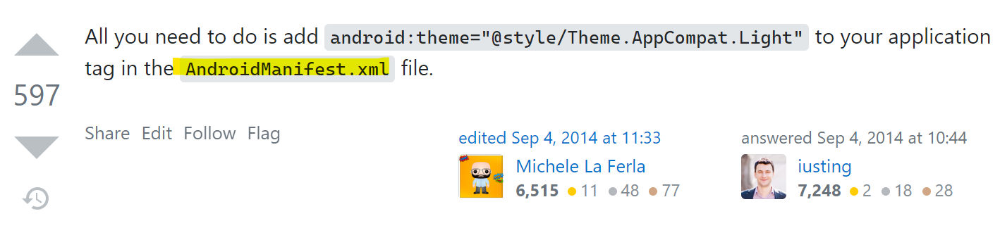 All you need to do is add android:theme="@style/Theme.AppCompat.Light" to your application
tag in the AndroidManifest.xml file.
597
Share Edit Follow Flag
edited Sep 4, 2014 at 11:33
Michele La Ferla
6,515 11 48 77
answered Sep 4, 2014 at 10:44
iusting
7,248 2 18 28